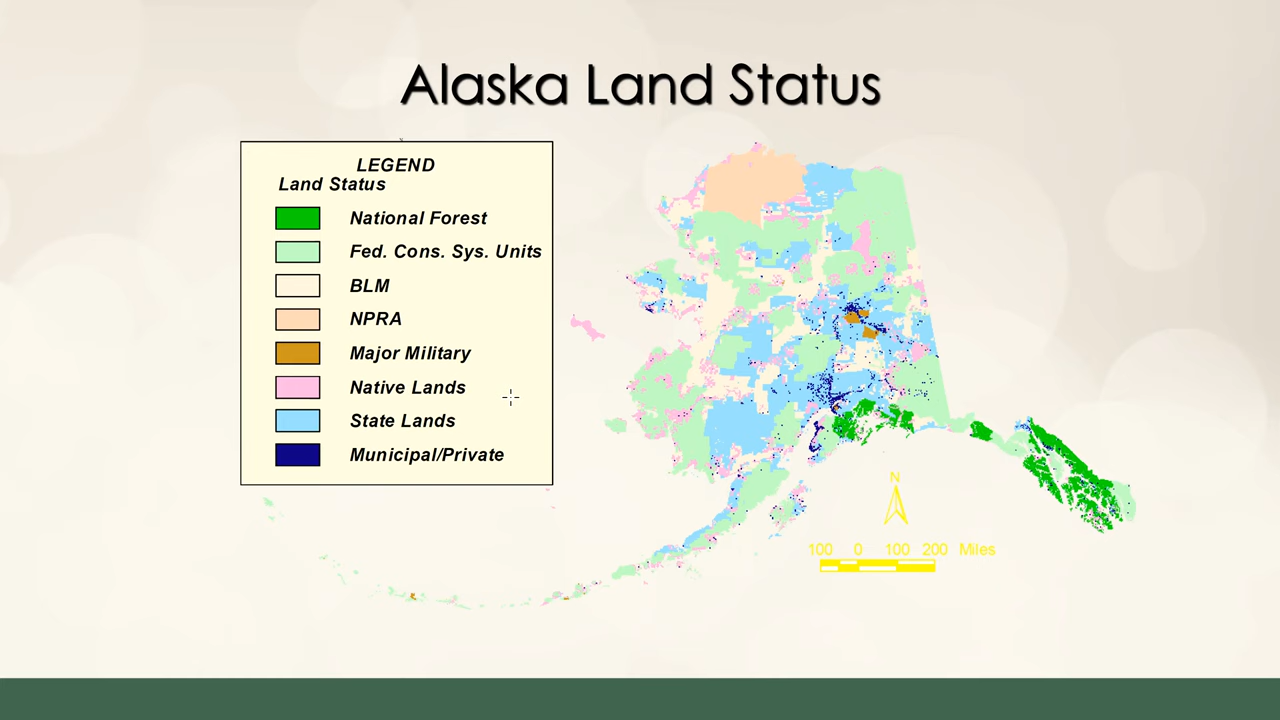 Alaska Land Status
LEGEND
Land Status
National Forest
Fed. Cons. Sys. Units
BLM
NPRA
Major Military
Native Lands
State Lands
Municipal/Private
N
100 0 100 200 Miles